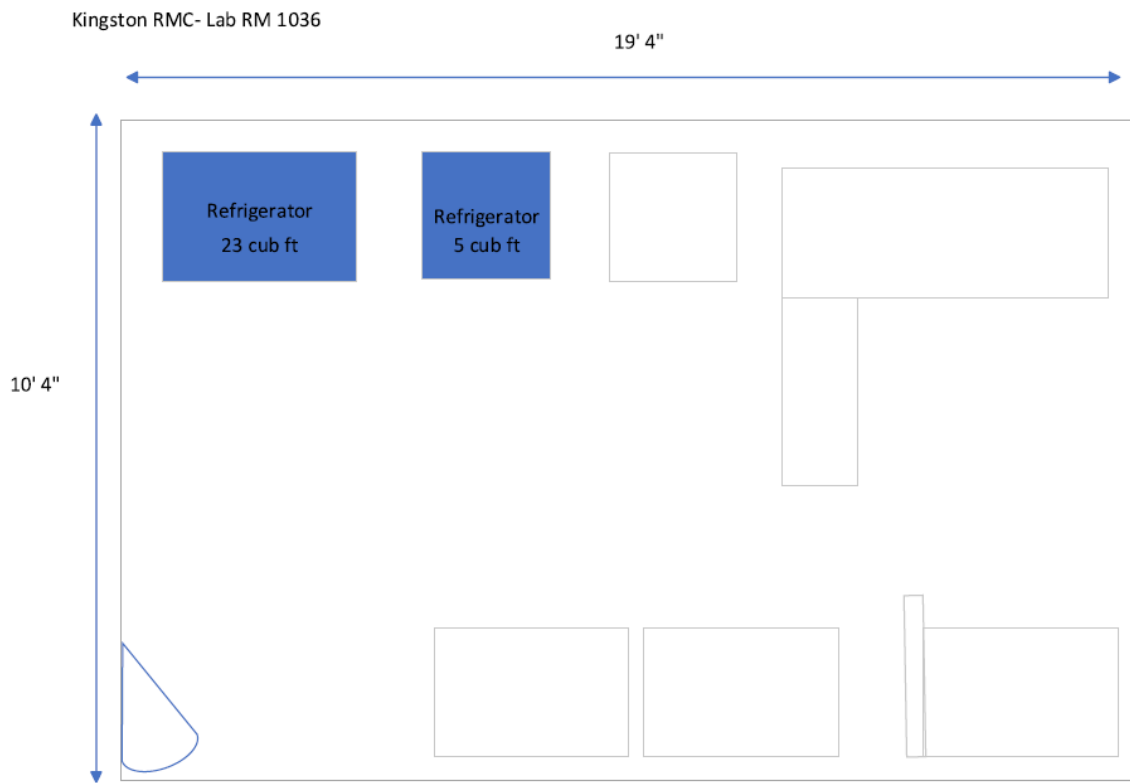 Kingston RMC- Lab RM 1036
19' 4"
Refrigerator
23 cub ft
Refrigerator
5 cub ft
10' 4"